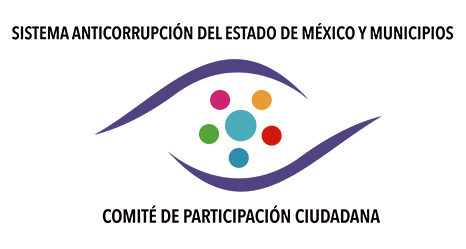 SISTEMA ANTICORRUPCIÓN DEL ESTADO DE MÉXICO Y MUNICIPIOS
COMITÉ DE PARTICIPACIÓN CIUDADANA